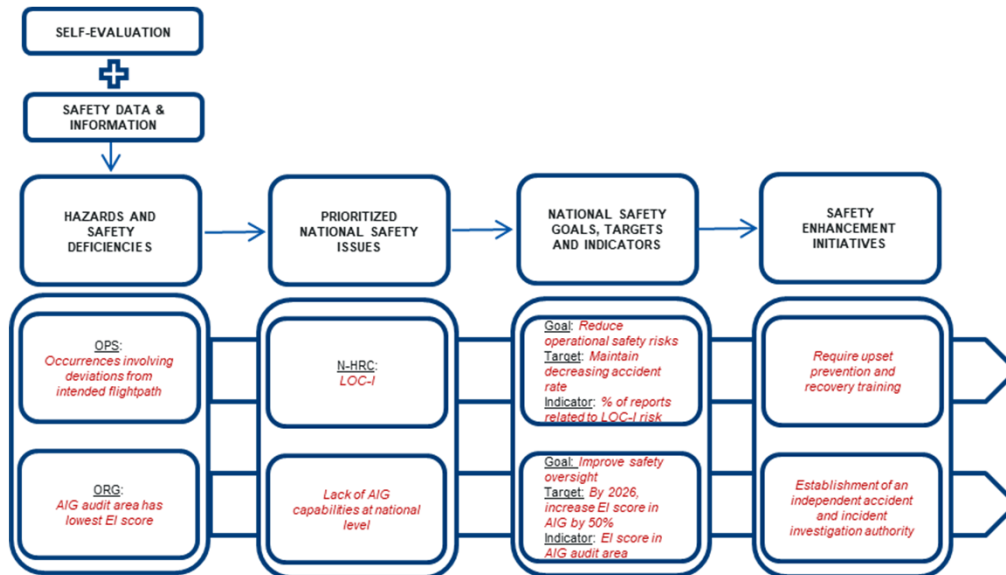 SELF-EVALUATION
SAFETY DATA &
INFORMATION
HAZARDS AND
SAFETY
DEFICIENCIES
PRIORITIZED
NATIONAL SAFETY
ISSUES
NATIONAL SAFETY
GOALS, TARGETS
AND INDICATORS
SAFETY
ENHANCEMENT
INITIATIVES
OPS:
Occurrences involving
deviations from
intended flightpath
N-HRC:
LOC-I
Goal: Reduce
operational safety risks
Target: Maintain
decreasing accident
rate
Indicator: % of reports
related to LOC-I risk
Require upset
prevention and
recovery training
ORG:
AIG audit area has
lowest EI score
Lack of AIG
capabilities at national
level
Goal: Improve safety
oversight
Target: By 2026,
increase EI score in
AIG by 50%
Indicator: EI score in
AIG audit area
Establishment of an
independent accident
and incident
investigation authority